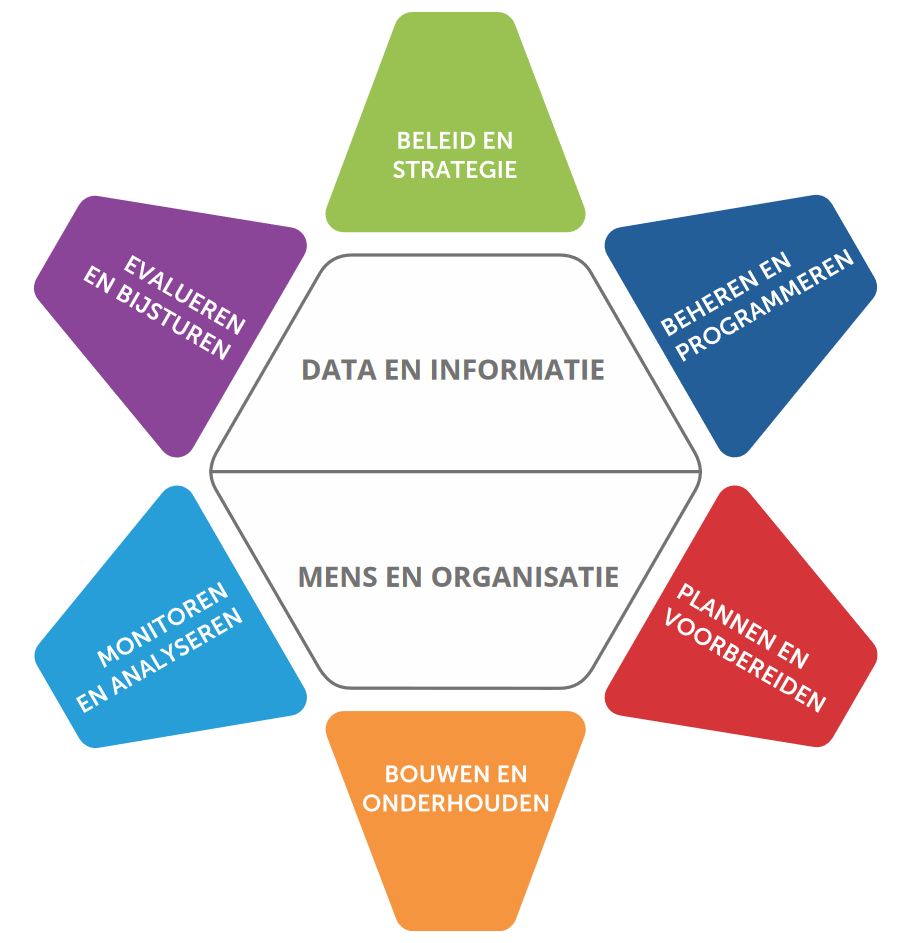 BELEID EN
STRATEGIE
BEHEREN EN
PROGRAMMEREN
PLANNEN EN
VOORBEREIDEN
BOUWEN EN
ONDERHOUDEN
MONITOREN
EN ANALYSEREN
EVALUEREN
EN BIJSTUREN
DATA EN INFORMATIE
MENS EN ORGANISATIE